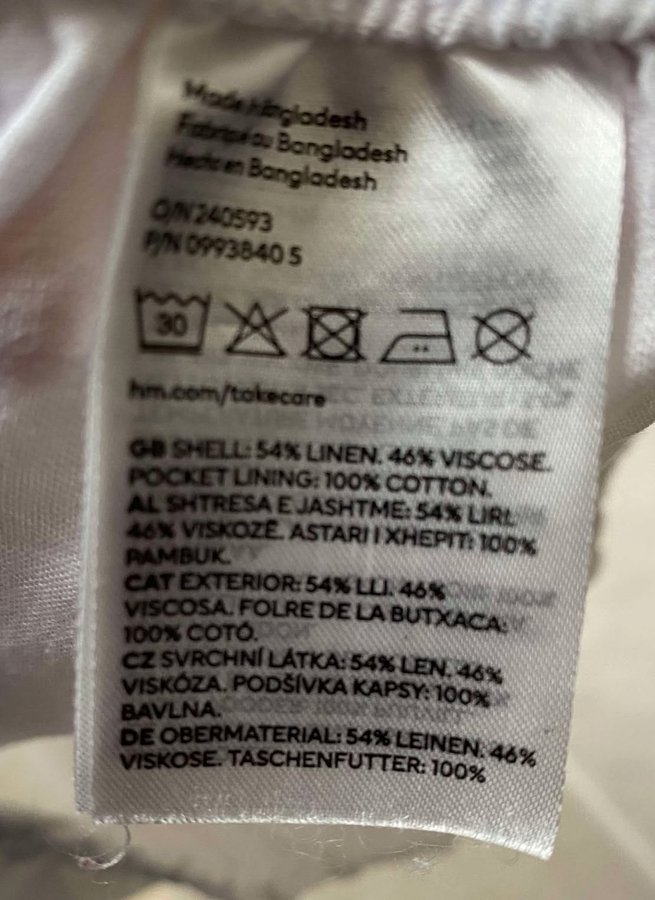 Made in Bangladesh
Fabriqué au Bangladesh
Hecho en Bangladesh
O/N 240593
P/N 0993840 5
30
hm.com/takecare
GB SHELL: 54% LINEN. 46% VISCOSE.
POCKET LINING: 100% COTTON.
AL SHTRESA E JASHTME: 54% LIRI.
46% VISKOZË. ASTARI I XHEPIT: 100%
PAMBUK.
CAT EXTERIOR: 54% LLI. 46%
VISCOSA. FOLRE DE LA BUTXACA:
100% COTÓ.
CZ SVRCHNÍ LÁTKA: 54% LEN. 46%
VISKÓZA. PODŠÍVKA KAPSY: 100%
BAVLNA.
DE OBERMATERIAL: 54% LEINEN. 46%
VISKOSE. TASCHENFUTTER: 100%